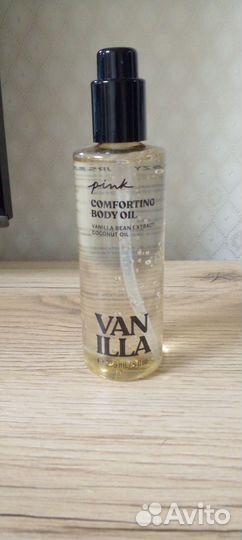 pink
COMFORTING
BODY OIL
VANILLA BEAN EXTRACT
COCONUT OIL
VAN
ILLA
Avito